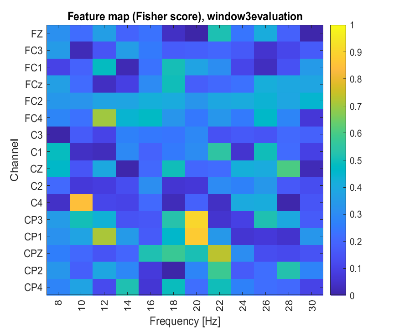 Feature map (Fisher score), window3evaluation
Channel
FZ
FC3
FC1
FCz
FC2
FC4
C3
C1
CZ
C2
C4
CP3
CP1
CPZ
CP2
CP4
8 10 12 14 16 18 20 22 24 26 28 30
Frequency [Hz]
1
0.9
0.8
0.7
0.6
0.5
0.4
0.3
0.2
0.1
0